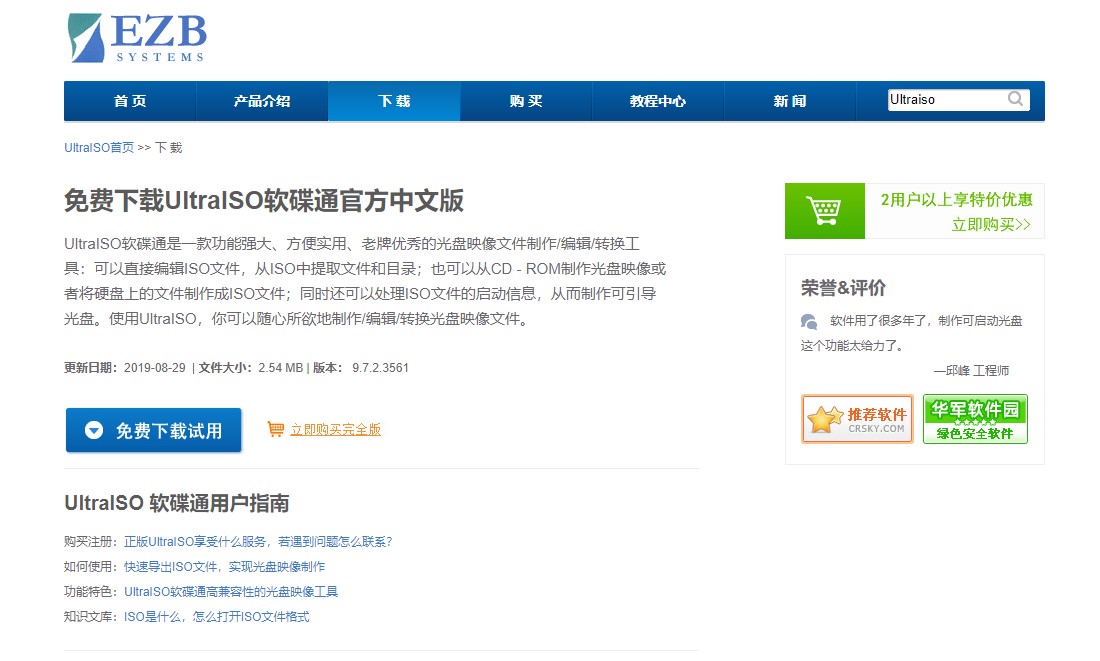 EZB
SYSTEMS
首 页 产品介绍 下 载 购 买 教程中心 新 闻 Ultraiso
UltraISO首页 >> 下 载
免费下载UltraISO软碟通官方中文版
UltraISO软碟通是一款功能强大、方便实用、老牌优秀的光盘映像文件制作/编辑/转换工
具：可以直接编辑ISO文件，从ISO中提取文件和目录；也可以从CD - ROM制作光盘映像或
者将硬盘上的文件制作成ISO文件；同时还可以处理ISO文件的启动信息，从而制作可引导
光盘。使用UltraISO，你可以随心所欲地制作/编辑/转换光盘映像文件。
更新日期：2019-08-29 | 文件大小：2.54 MB | 版本： 9.7.2.3561
免费下载试用 立即购买完全版
UltraISO 软碟通用户指南
购买注册：正版UltraISO享受什么服务，若遇到问题怎么联系？
如何使用：快速导出ISO文件，实现光盘映像制作
功能特色：UltraISO软碟通高兼容性的光盘映像工具
知识文库：ISO是什么，怎么打开ISO文件格式
2用户以上享特价优惠
立即购买>>
荣誉&评价
软件用了很多年了，制作可启动光盘
这个功能太给力了。
—邱峰 工程师
推荐软件
CRSKY.COM
华军软件园
绿色安全软件